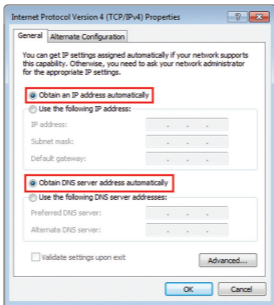 Internet Protocol Version 4 (TCP/IPv4) Properties
General
Alternate Configuration
You can get IP settings assigned automatically if your network supports
this capability. Otherwise, you need to ask your network administrator
for the appropriate IP settings.
Obtain an IP address automatically
Use the following IP address:
IP address:
Subnet mask:
Default gateway:
Obtain DNS server address automatically
Use the following DNS server addresses:
Preferred DNS server:
Alternate DNS server:
Validate settings upon exit
Advanced...
OK
Cancel